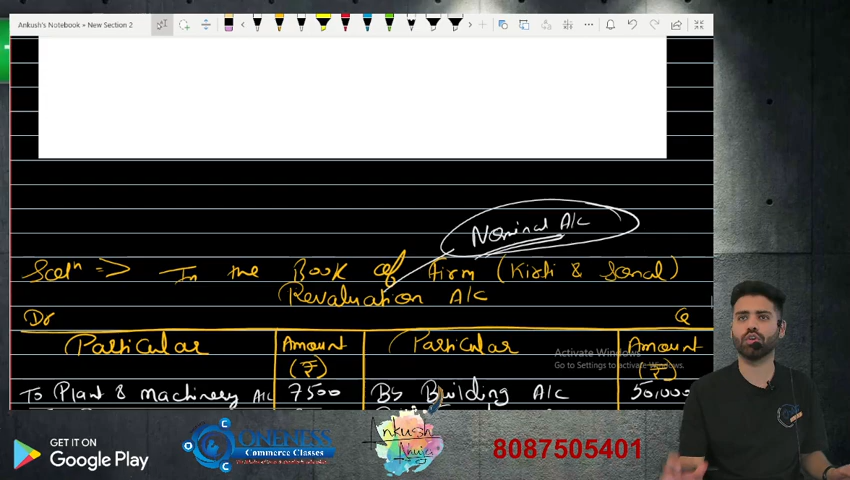 Ankush's Notebook » New Section 2
Nominal A/c
Soln => In the Book of Firm (Kirti & Sonal)
Revaluation A/c
Dr Cr
Particular Amount (₹) Particular Amount (₹)
Activate Windows
Go to Settings to activate Windows.
To Plant & machinery A/c 7500 By Building A/c 50,000
GET IT ON
Google Play
ONENESS
Commerce Classes
Ankush
Ahuja
8087505401